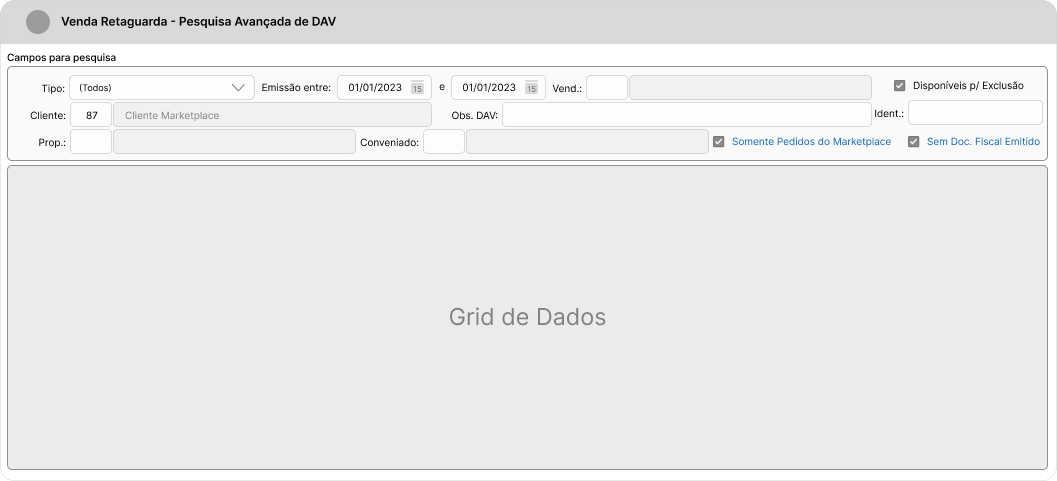 Venda Retaguarda - Pesquisa Avançada de DAV
Campos para pesquisa
Tipo: (Todos) Emissão entre: 01/01/2023 15 e 01/01/2023 15 Vend.: Disponíveis p/ Exclusão
Cliente: 87 Cliente Marketplace Obs. DAV: Ident.:
Prop.: Conveniado: Somente Pedidos do Marketplace Sem Doc. Fiscal Emitido
Grid de Dados